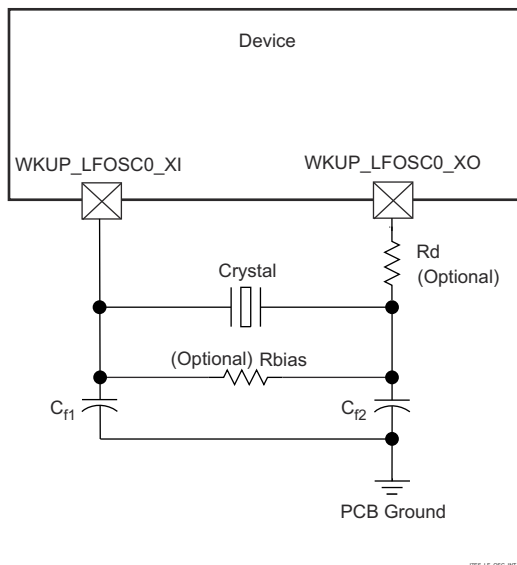 Device
WKUP_LFOSC0_XI
WKUP_LFOSC0_XO
Rd
(Optional)
Crystal
(Optional) Rbias
Cf1
Cf2
PCB Ground